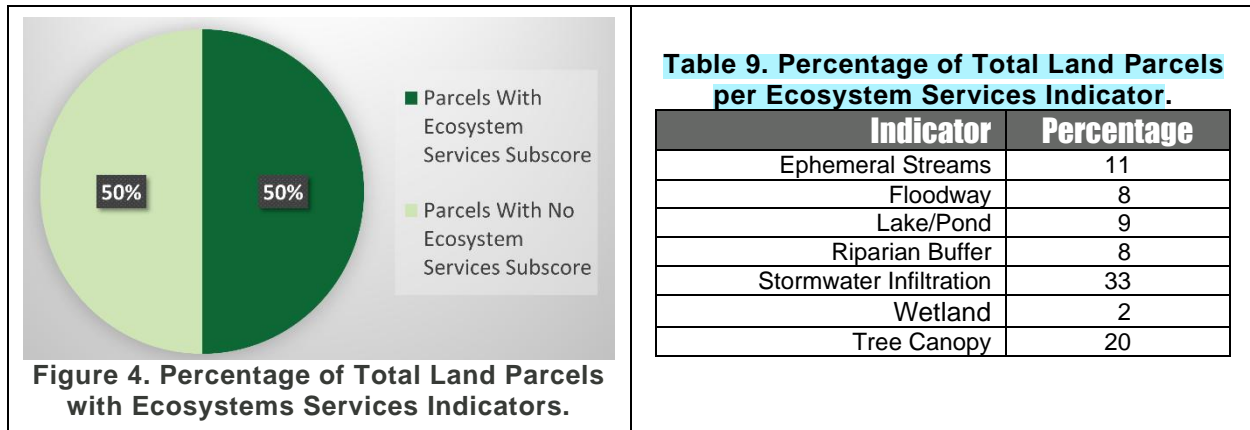 50%
50%
Parcels With
Ecosystem
Services Subscore
Parcels With No
Ecosystem
Services Subscore
Figure 4. Percentage of Total Land Parcels
with Ecosystems Services Indicators.
Table 9. Percentage of Total Land Parcels
per Ecosystem Services Indicator.
Indicator Percentage
Ephemeral Streams 11
Floodway 8
Lake/Pond 9
Riparian Buffer 8
Stormwater Infiltration 33
Wetland 2
Tree Canopy 20